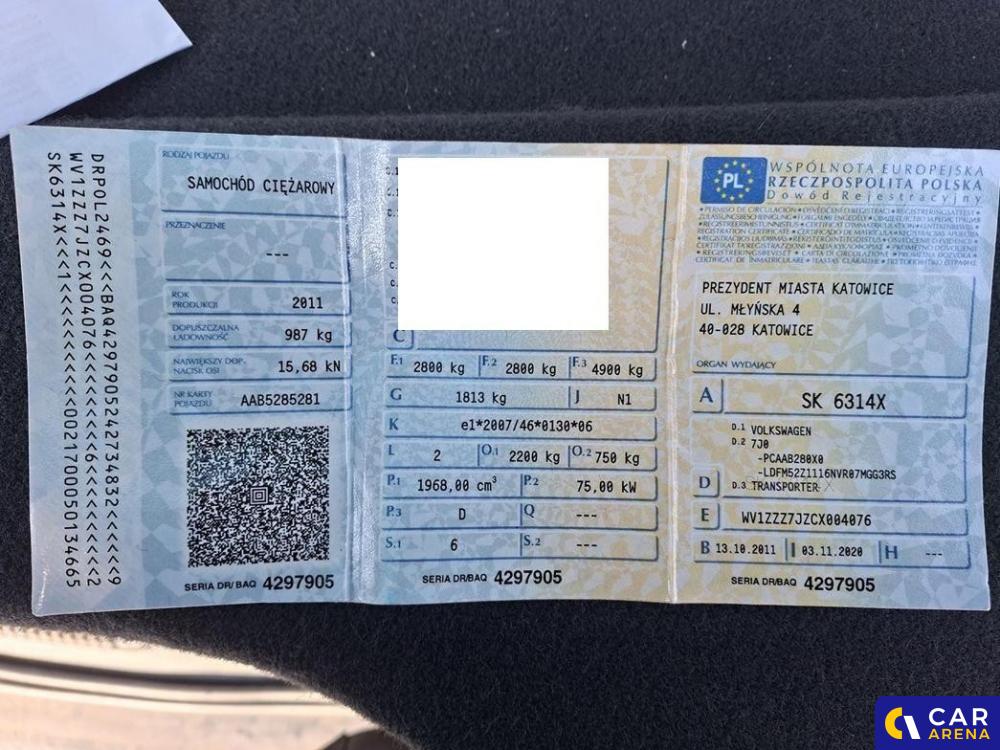 DRPOL2469<<BAQ42979052427348 32<<<<<9
WV1ZZZ7JZCX004076<<<<<<<<<<6<<<<<<<<2
SK6314X<<<1<<<<<<<<<<<0021700050134665
RODZAJ POJAZDU
SAMOCHÓD CIĘŻAROWY
PRZEZNACZENIE
---
ROK PRODUKCJI 2011
DOPUSZCZALNA ŁADOWNOŚĆ 987 kg
NAJWIĘKSZY DOP. NACISK OSI 15,68 kN
NR KARTY POJAZDU AAB5285281
SERIA DR/BAQ 4297905
C
F.1 2800 kg F.2 2800 kg F.3 4900 kg
G 1813 kg J N1
K e1*2007/46*0130*06
L 2 O.1 2200 kg O.2 750 kg
P.1 1968,00 cm³ P.2 75,00 kW
P.3 D Q ---
S.1 6 S.2 ---
SERIA DR/BAQ 4297905
PL
WSPÓLNOTA EUROPEJSKA
RZECZPOSPOLITA POLSKA
Dowód Rejestracyjny
PREZYDENT MIASTA KATOWICE
UL. MŁYŃSKA 4
40-028 KATOWICE
ORGAN WYDAJĄCY
A SK 6314X
D.1 VOLKSWAGEN
D.2 7J0
-PCAAB280X0
-LDFM52Z1116NVR07MGG3RS
D D.3 TRANSPORTER
E WV1ZZZ7JZCX004076
B 13.10.2011 I 03.11.2020 H ---
SERIA DR/BAQ 4297905
CAR
ARENA